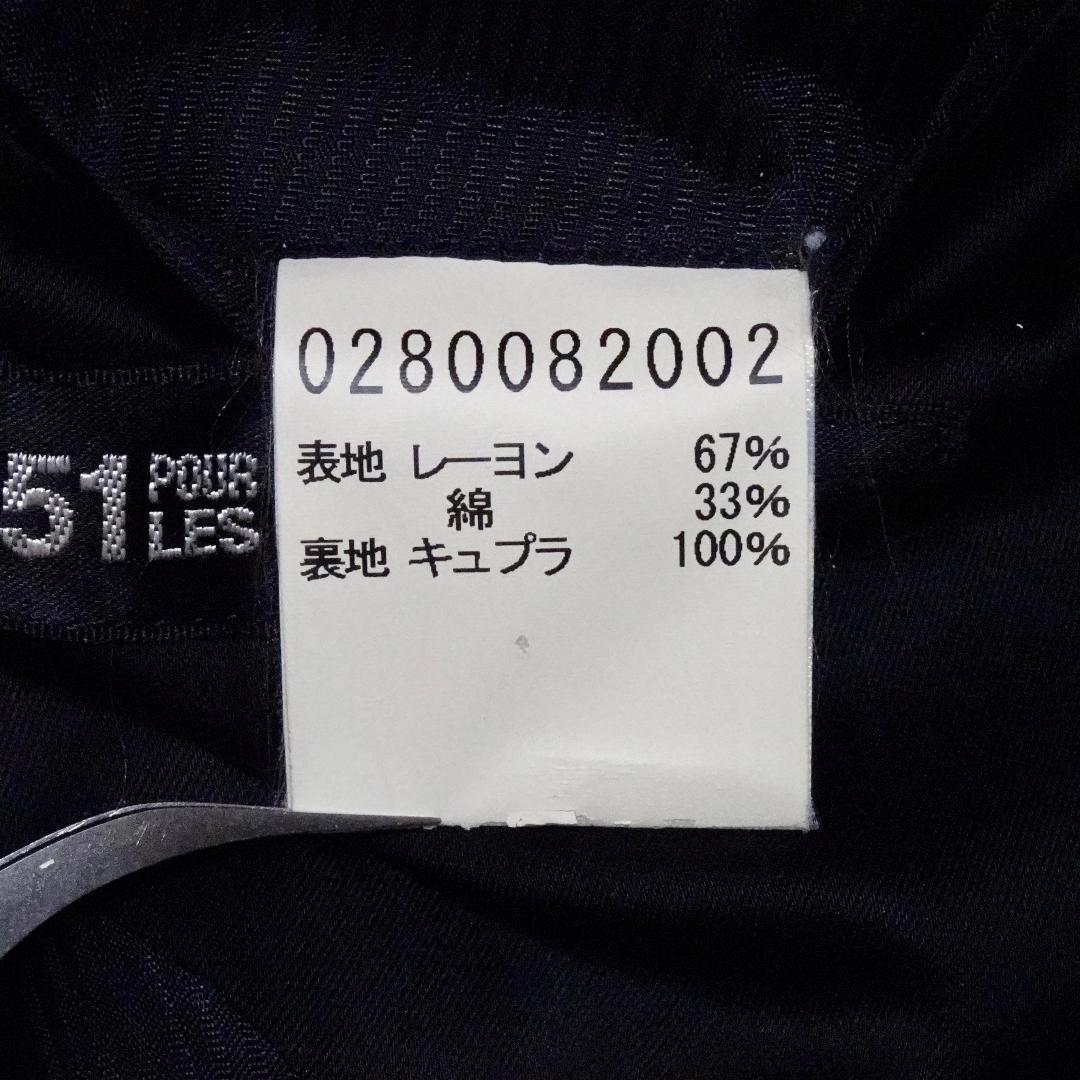 0280082002
表地 レーヨン 67%
綿 33%
裏地 キュプラ 100%
51 POUR
LES